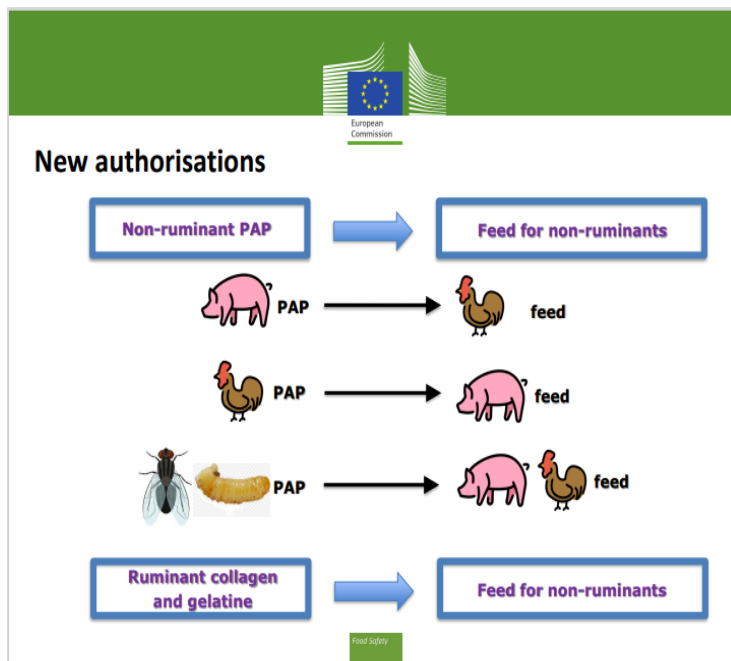 European
Commission
New authorisations
Non-ruminant PAP
Feed for non-ruminants
PAP
feed
PAP
feed
PAP
feed
Ruminant collagen
and gelatine
Feed for non-ruminants
Food Safety